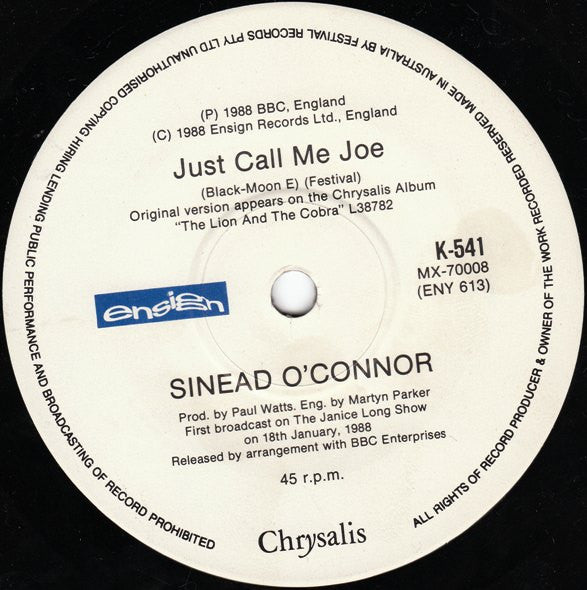 (P) 1988 BBC, England
(C) 1988 Ensign Records Ltd., England
Just Call Me Joe
(Black-Moon E) (Festival)
Original version appears on the Chrysalis Album
"The Lion And The Cobra" L38782
K-541
MX-70008
(ENY 613)
ensign
SINEAD O'CONNOR
Prod. by Paul Watts. Eng. by Martyn Parker
First broadcast on The Janice Long Show
on 18th January, 1988
Released by arrangement with BBC Enterprises
45 r.p.m.
Chrysalis
ALL RIGHTS OF RECORD PRODUCER & OWNER OF THE WORK RECORDED RESERVED MADE IN AUSTRALIA BY FESTIVAL RECORDS PTY LTD UNAUTHORISED COPYING HIRING LENDING PUBLIC PERFORMANCE AND BROADCASTING OF RECORD PROHIBITED